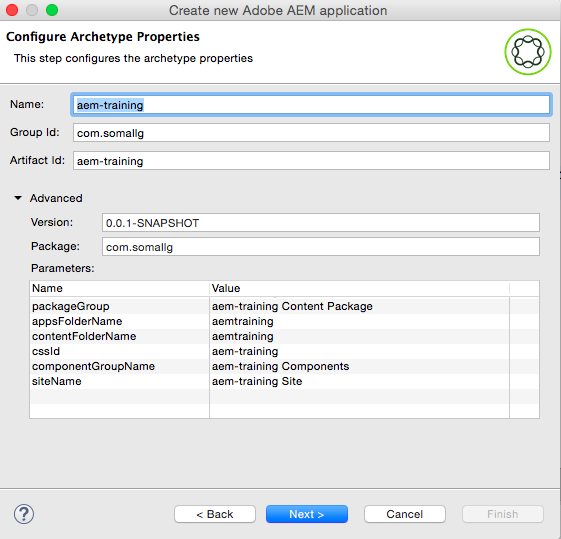 Create new Adobe AEM application
Configure Archetype Properties
This step configures the archetype properties
Name: aem-training
Group Id: com.somallg
Artifact Id: aem-training
Advanced
Version: 0.0.1-SNAPSHOT
Package: com.somallg
Parameters:
Name Value
packageGroup aem-training Content Package
appsFolderName aemtraining
contentFolderName aemtraining
cssId aem-training
componentGroupName aem-training Components
siteName aem-training Site
? < Back Next > Cancel Finish